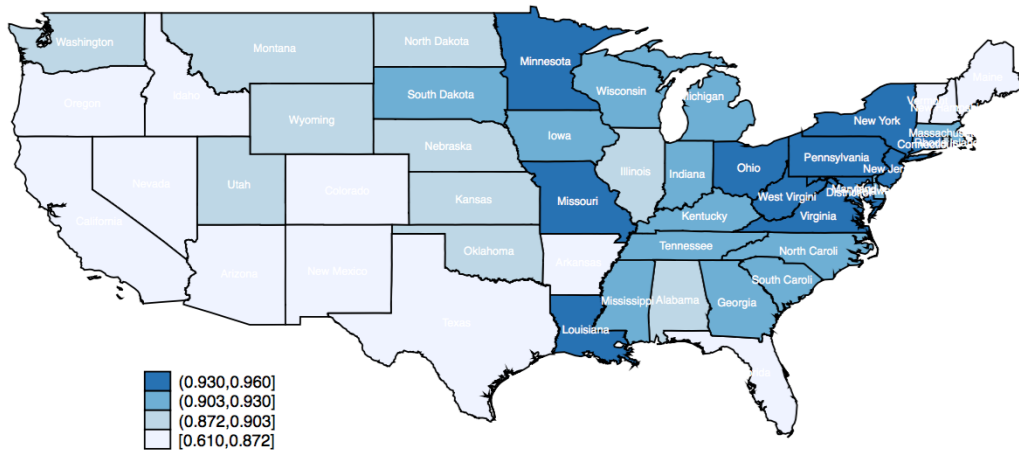 Washington
Montana
North Dakota
Minnesota
Maine
Oregon
Idaho
South Dakota
Wisconsin
Michigan
New York
Wyoming
Iowa
Massachus
Nebraska
Pennsylvania
New Jer
Nevada
Utah
Colorado
Illinois
Indiana
Ohio
Kansas
Missouri
West Virgini
Virginia
California
Kentucky
Oklahoma
Tennessee
North Caroli
Arizona
New Mexico
Arkansas
South Caroli
Texas
Mississippi
Alabama
Georgia
Louisiana
(0.930,0.960]
(0.903,0.930]
(0.872,0.903]
[0.610,0.872]